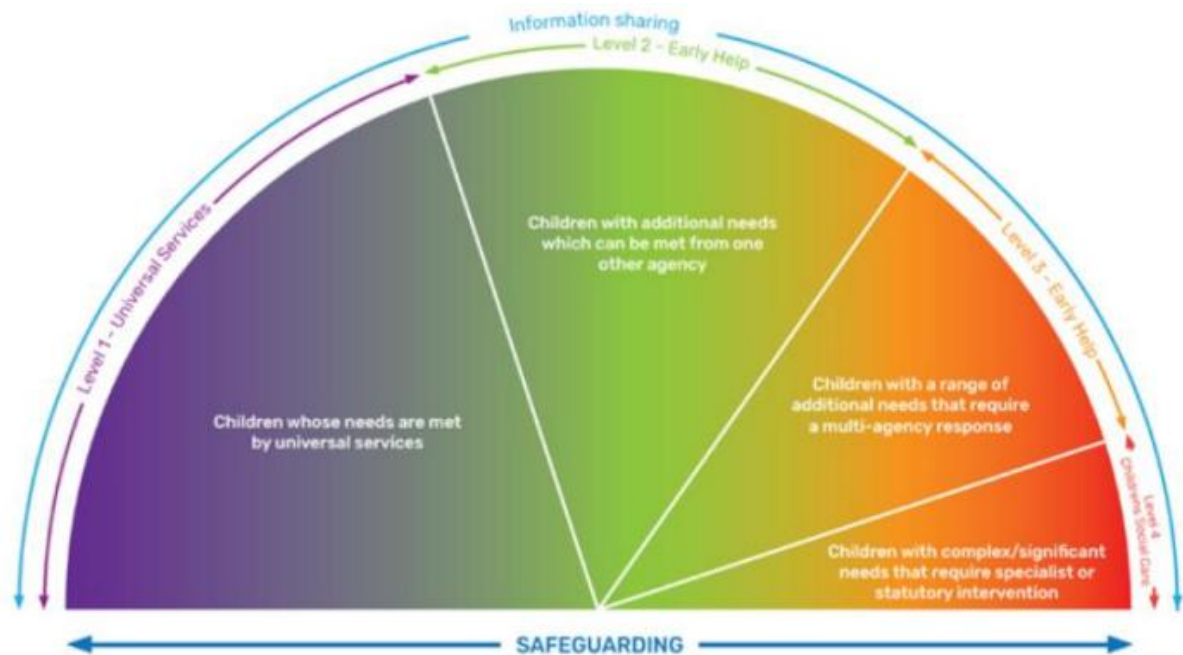 Information sharing
Level 2 - Early Help
Level 1 - Universal Services
Level 3 - Early Help
Children with additional needs
which can be met from one
other agency
Children whose needs are met
by universal services
Children with a range of
additional needs that require
a multi-agency response
Level 4
Childrens Social Care
Children with complex/significant
needs that require specialist or
statutory intervention
SAFEGUARDING